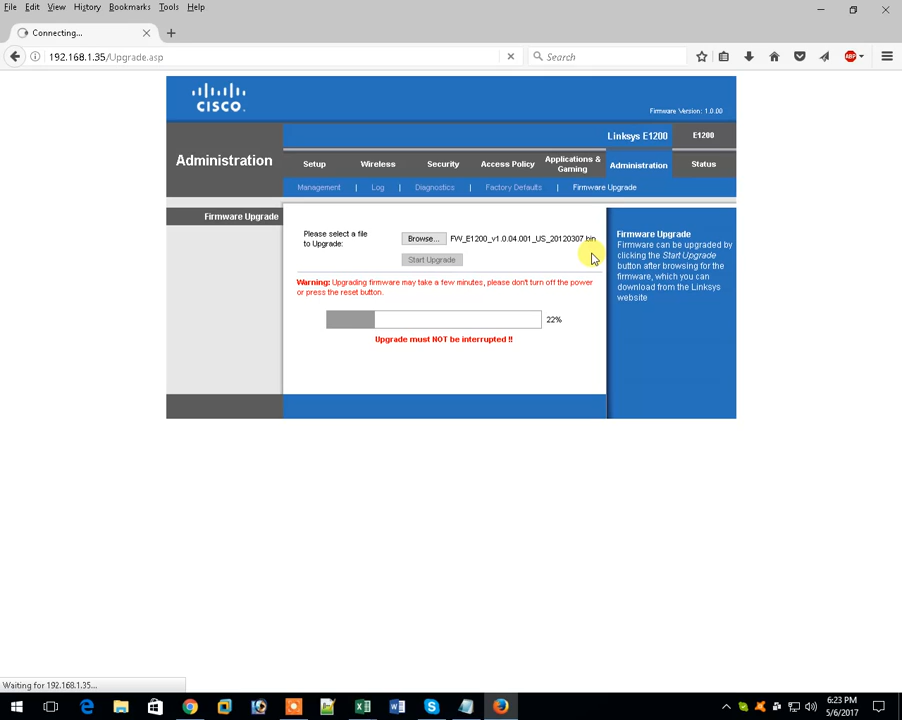 File Edit View History Bookmarks Tools Help
Connecting...
192.168.1.35/Upgrade.asp
Search
ABP
CISCO.
Firmware Version: 1.0.00
Linksys E1200 E1200
Administration
Setup Wireless Security Access Policy Applications & Gaming Administration Status
Management | Log | Diagnostics | Factory Defaults | Firmware Upgrade
Firmware Upgrade
Please select a file
to Upgrade:
Browse... FW_E1200_v1.0.04.001_US_20120307.bin
Start Upgrade
Warning: Upgrading firmware may take a few minutes, please don't turn off the power
or press the reset button.
22%
Upgrade must NOT be interrupted !!
Firmware Upgrade
Firmware can be upgraded by
clicking the Start Upgrade
button after browsing for the
firmware, which you can
download from the Linksys
website
Waiting for 192.168.1.35...
6:23 PM
5/6/2017